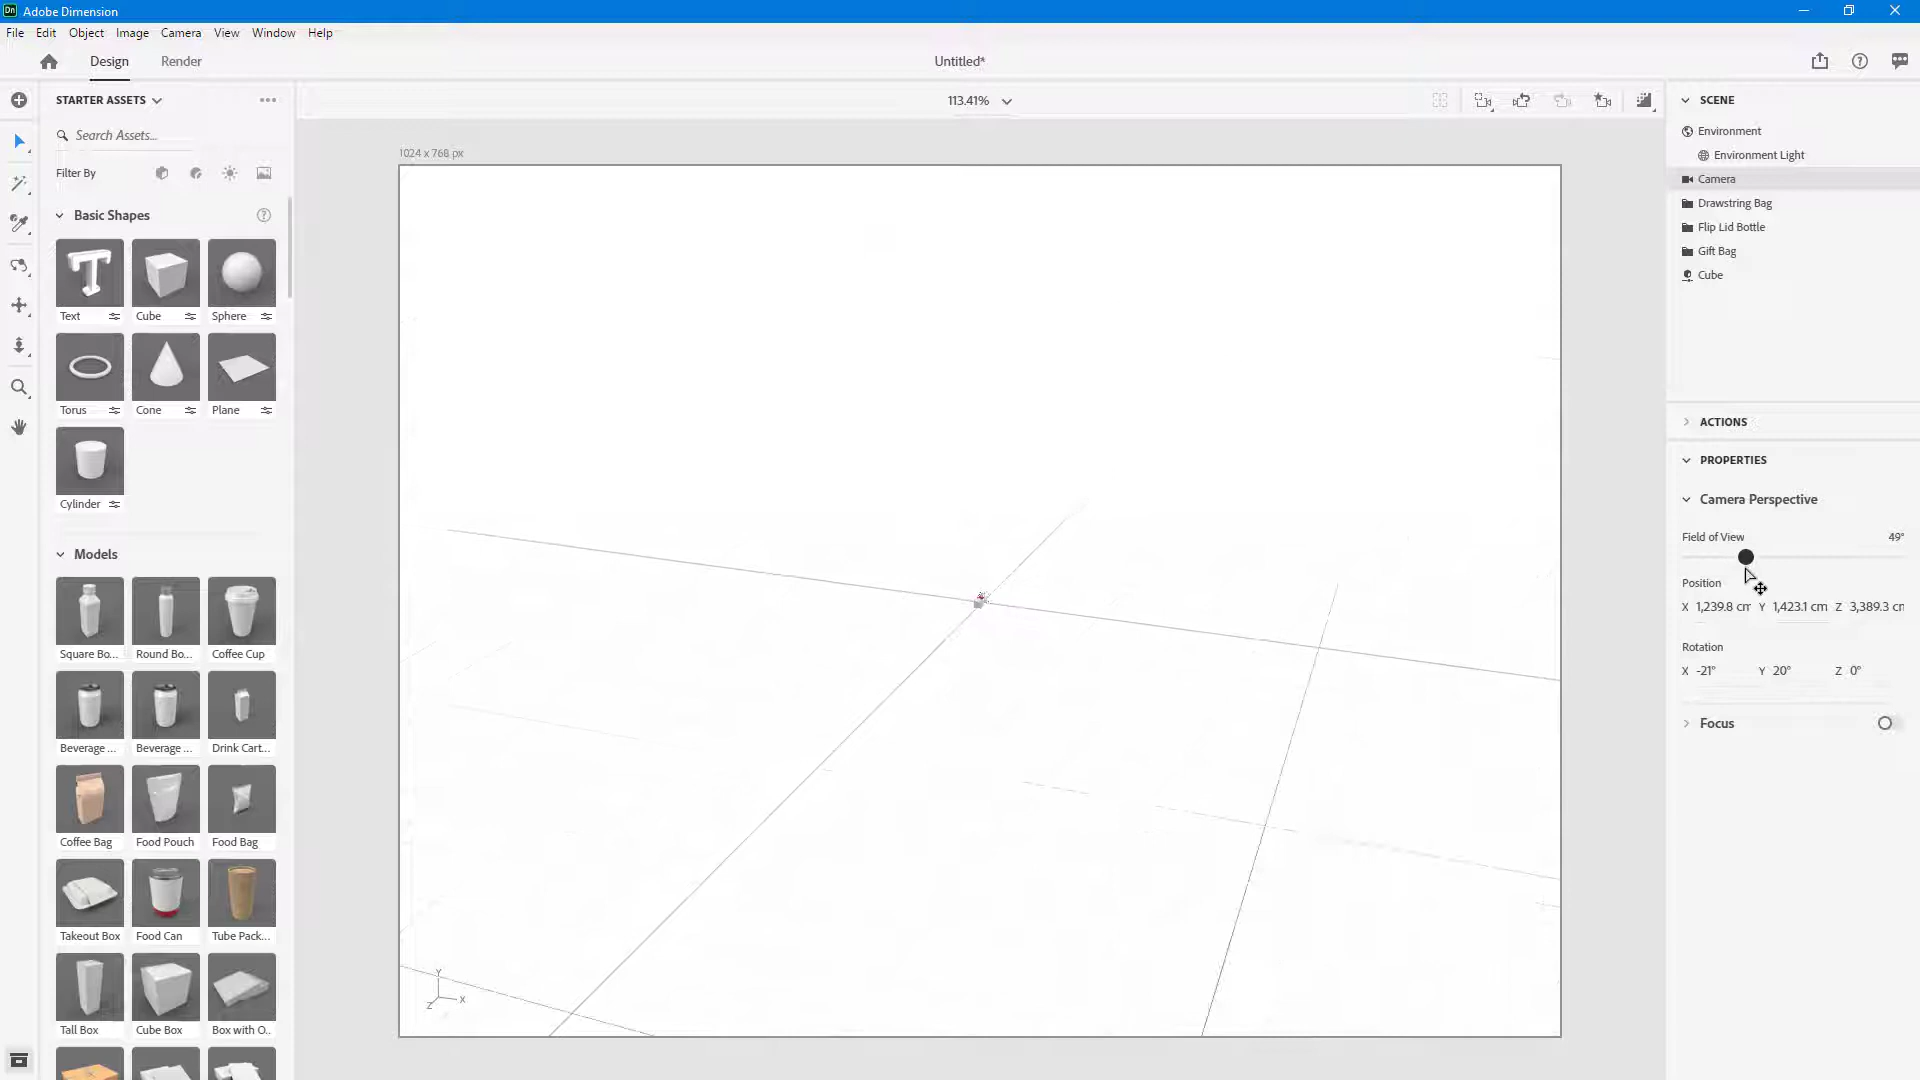 Dn Adobe Dimension
File Edit Object Image Camera View Window Help
Design Render Untitled*
STARTER ASSETS
113.41%
Search Assets...
Filter By
Basic Shapes
Text Cube Sphere
Torus Cone Plane
Cylinder
Models
Square Bo... Round Bo... Coffee Cup
Beverage ... Beverage ... Drink Cart...
Coffee Bag Food Pouch Food Bag
Takeout Box Food Can Tube Pack...
Tall Box Cube Box Box with O..
1024 x 768 px
Y
Z X
SCENE
Environment
Environment Light
Camera
Drawstring Bag
Flip Lid Bottle
Gift Bag
Cube
ACTIONS
PROPERTIES
Camera Perspective
Field of View 49°
Position
X 1,239.8 cm Y 1,423.1 cm Z 3,389.3 cm
Rotation
X -21° Y 20° Z 0°
Focus